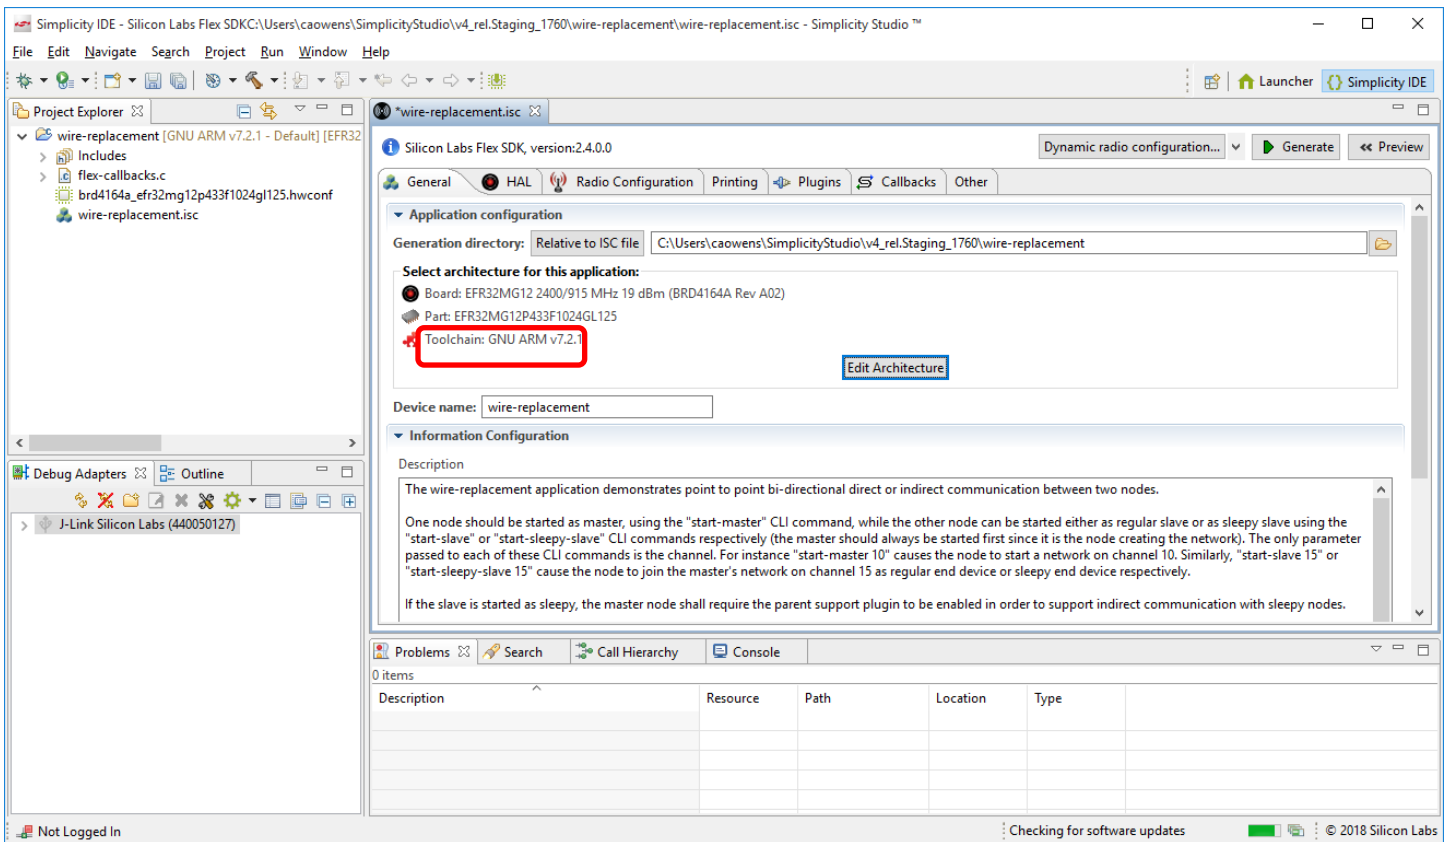 Simplicity IDE - Silicon Labs Flex SDKC:\Users\caowens\SimplicityStudio\v4_rel.Staging_1760\wire-replacement\wire-replacement.isc - Simplicity Studio ™
File Edit Navigate Search Project Run Window Help
Launcher Simplicity IDE
Project Explorer
wire-replacement [GNU ARM v7.2.1 - Default] [EFR32
Includes
flex-callbacks.c
brd4164a_efr32mg12p433f1024gl125.hwconf
wire-replacement.isc
*wire-replacement.isc
Silicon Labs Flex SDK, version:2.4.0.0
Dynamic radio configuration... Generate Preview
General HAL Radio Configuration Printing Plugins Callbacks Other
Application configuration
Generation directory: Relative to ISC file C:\Users\caowens\SimplicityStudio\v4_rel.Staging_1760\wire-replacement
Select architecture for this application:
Board: EFR32MG12 2400/915 MHz 19 dBm (BRD4164A Rev A02)
Part: EFR32MG12P433F1024GL125
Toolchain: GNU ARM v7.2.1
Edit Architecture
Device name: wire-replacement
Information Configuration
Description
The wire-replacement application demonstrates point to point bi-directional direct or indirect communication between two nodes.
One node should be started as master, using the "start-master" CLI command, while the other node can be started either as regular slave or as sleepy slave using the
"start-slave" or "start-sleepy-slave" CLI commands respectively (the master should always be started first since it is the node creating the network). The only parameter
passed to each of these CLI commands is the channel. For instance "start-master 10" causes the node to start a network on channel 10. Similarly, "start-slave 15" or
"start-sleepy-slave 15" cause the node to join the master's network on channel 15 as regular end device or sleepy end device respectively.
If the slave is started as sleepy, the master node shall require the parent support plugin to be enabled in order to support indirect communication with sleepy nodes.
Debug Adapters Outline
J-Link Silicon Labs (440050127)
Problems Search Call Hierarchy Console
0 items
Description Resource Path Location Type
Not Logged In
Checking for software updates
© 2018 Silicon Labs